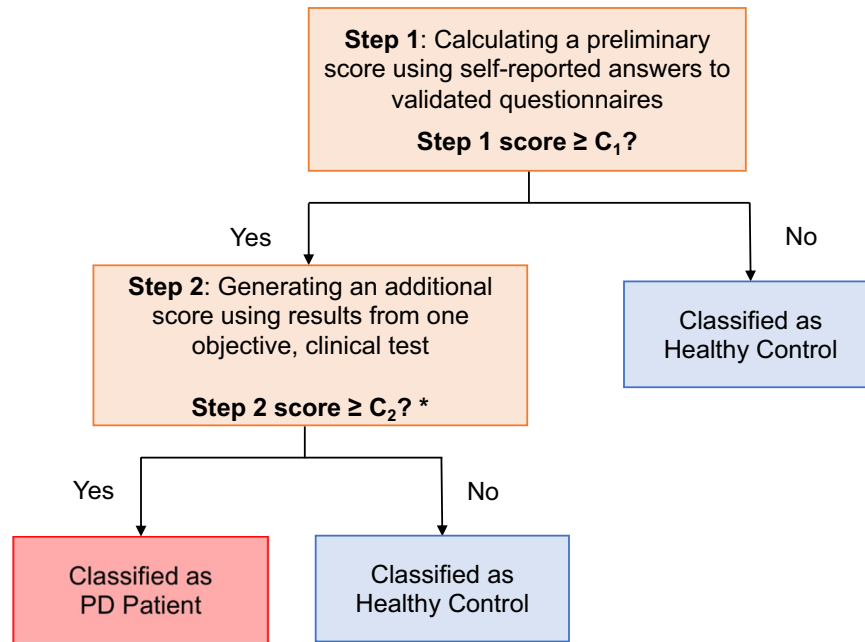 Step 1: Calculating a preliminary
score using self-reported answers to
validated questionnaires
Step 1 score ≥ C₁?
Yes
No
Step 2: Generating an additional
score using results from one
objective, clinical test
Step 2 score ≥ C₂? *
Classified as
Healthy Control
Yes
No
Classified as
PD Patient
Classified as
Healthy Control